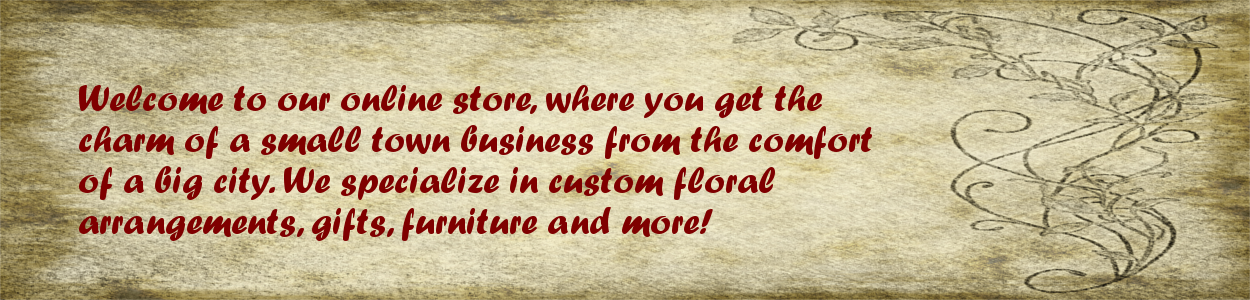 Welcome to our online store, where you get the
charm of a small town business from the comfort
of a big city. We specialize in custom floral
arrangements, gifts, furniture and more!